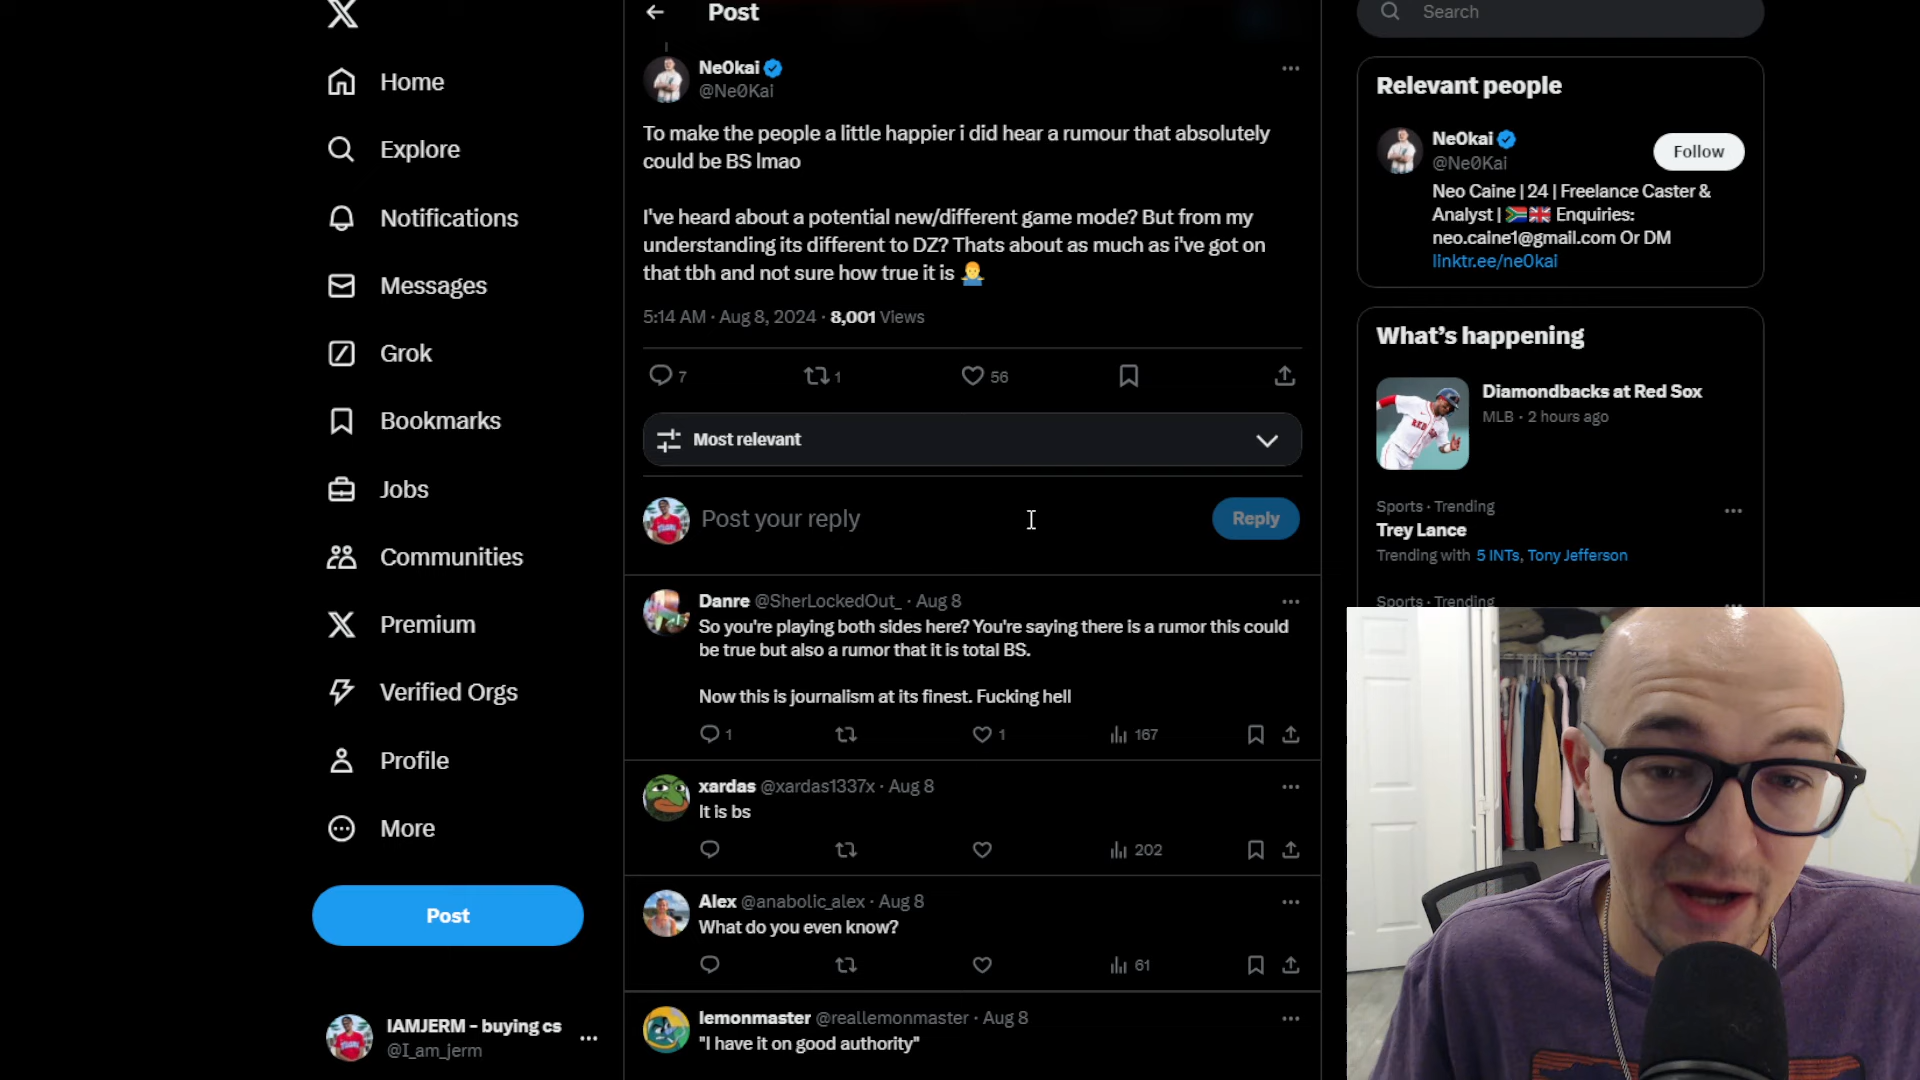 Post
Search
Home
Explore
Notifications
Messages
Grok
Bookmarks
Jobs
Communities
Premium
Verified Orgs
Profile
More
Post
IAMJERM - buying cs
@I_am_jerm
Ne0kai
@Ne0Kai
To make the people a little happier i did hear a rumour that absolutely
could be BS lmao
I've heard about a potential new/different game mode? But from my
understanding its different to DZ? Thats about as much as i've got on
that tbh and not sure how true it is
5:14 AM · Aug 8, 2024 · 8,001 Views
7
1
56
Most relevant
Post your reply
Reply
Danre @SherLockedOut_ · Aug 8
So you're playing both sides here? You're saying there is a rumor this could
be true but also a rumor that it is total BS.
Now this is journalism at its finest. Fucking hell
1
1
167
xardas @xardas1337x · Aug 8
It is bs
202
Alex @anabolic_alex · Aug 8
What do you even know?
61
lemonmaster @reallemonmaster · Aug 8
"I have it on good authority"
Relevant people
Ne0kai
@Ne0Kai
Follow
Neo Caine | 24 | Freelance Caster &
Analyst | Enquiries:
neo.caine1@gmail.com Or DM
linktr.ee/ne0kai
What's happening
Diamondbacks at Red Sox
MLB · 2 hours ago
Sports · Trending
Trey Lance
Trending with 5 INTs, Tony Jefferson
Sports · Trending